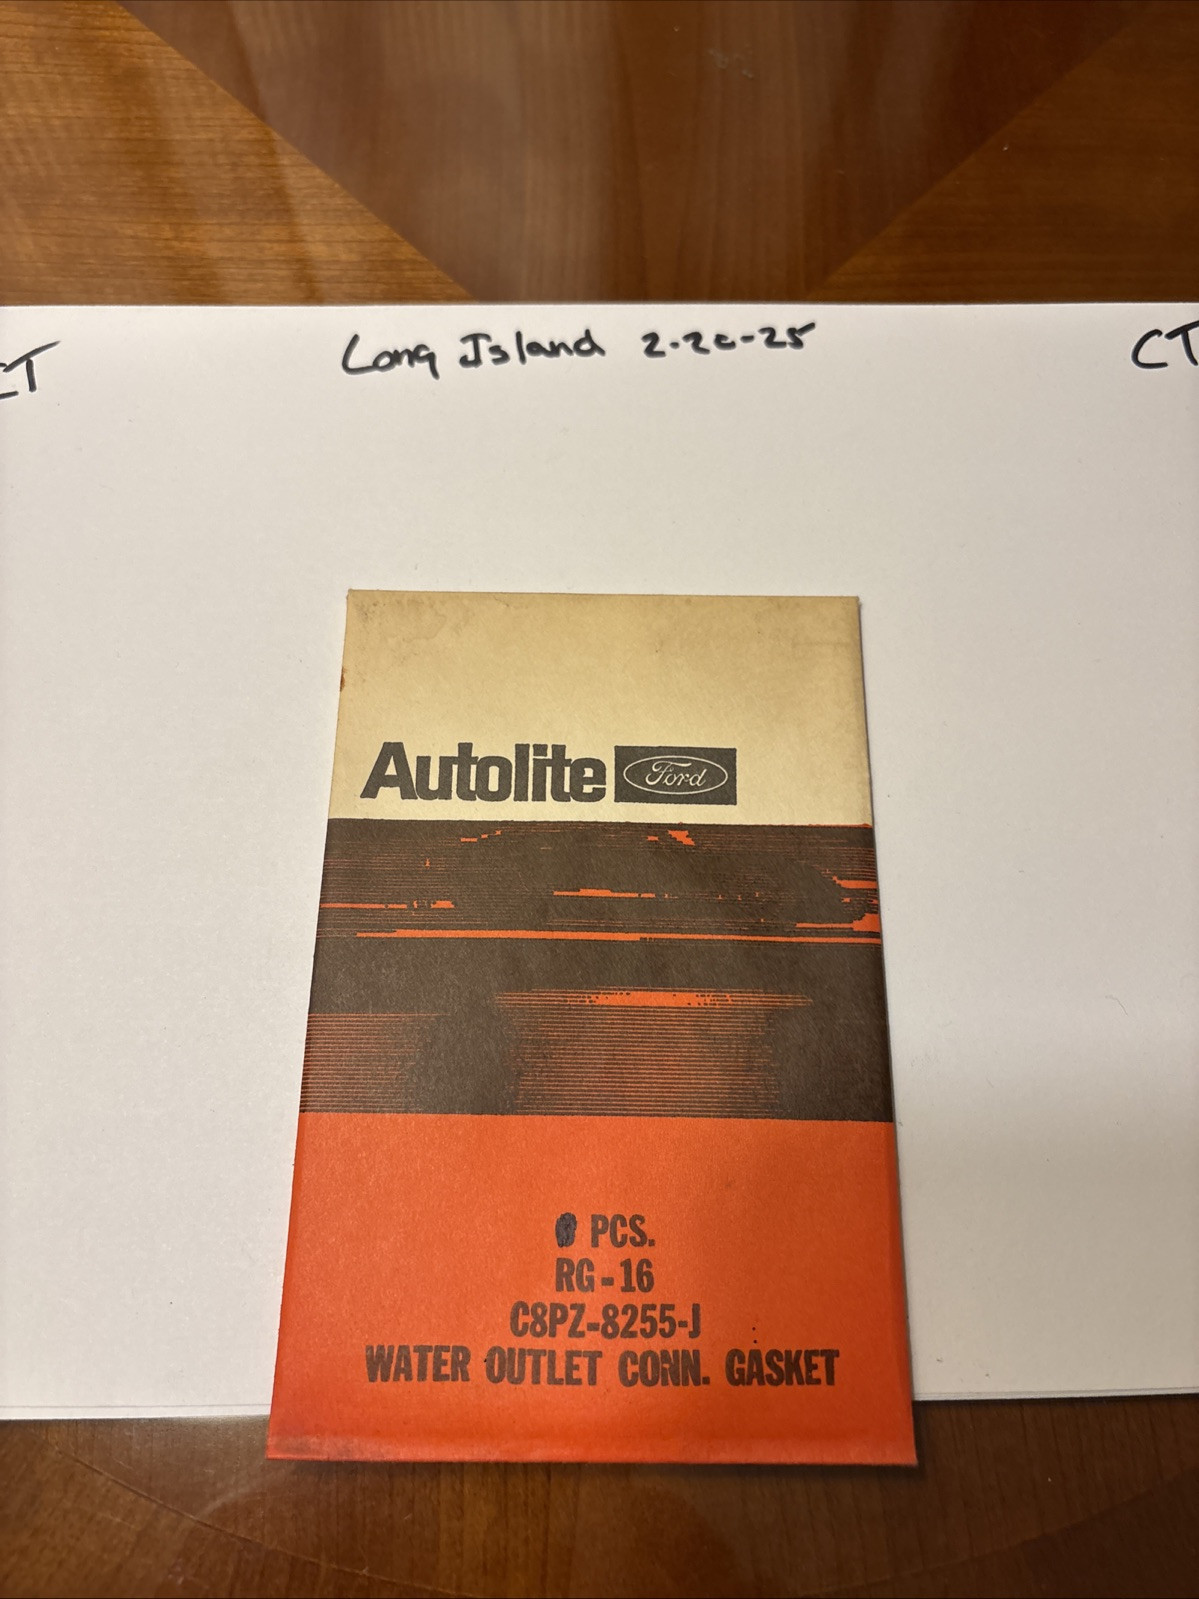 CT Long Island 2-20-25 CT
Autolite Ford
PCS.
RG-16
C8PZ-8255-J
WATER OUTLET CONN. GASKET